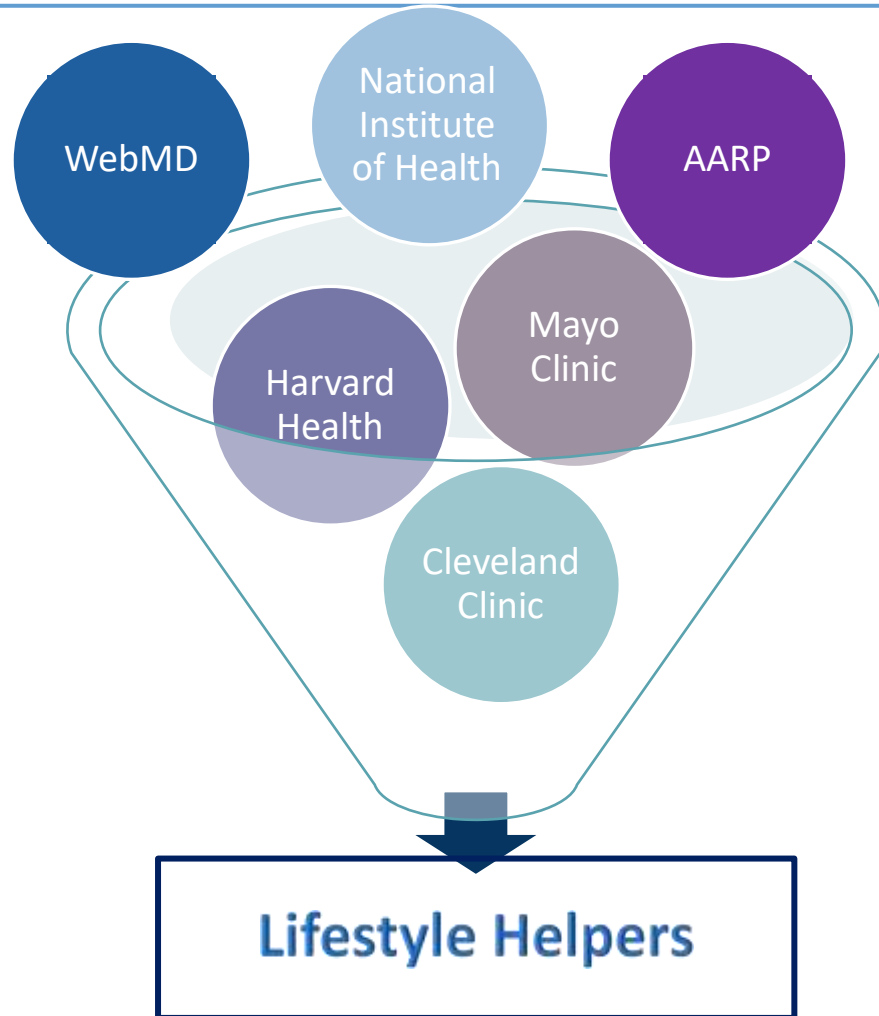 National
Institute
of Health
WebMD
AARP
Mayo
Clinic
Harvard
Health
Cleveland
Clinic
Lifestyle Helpers